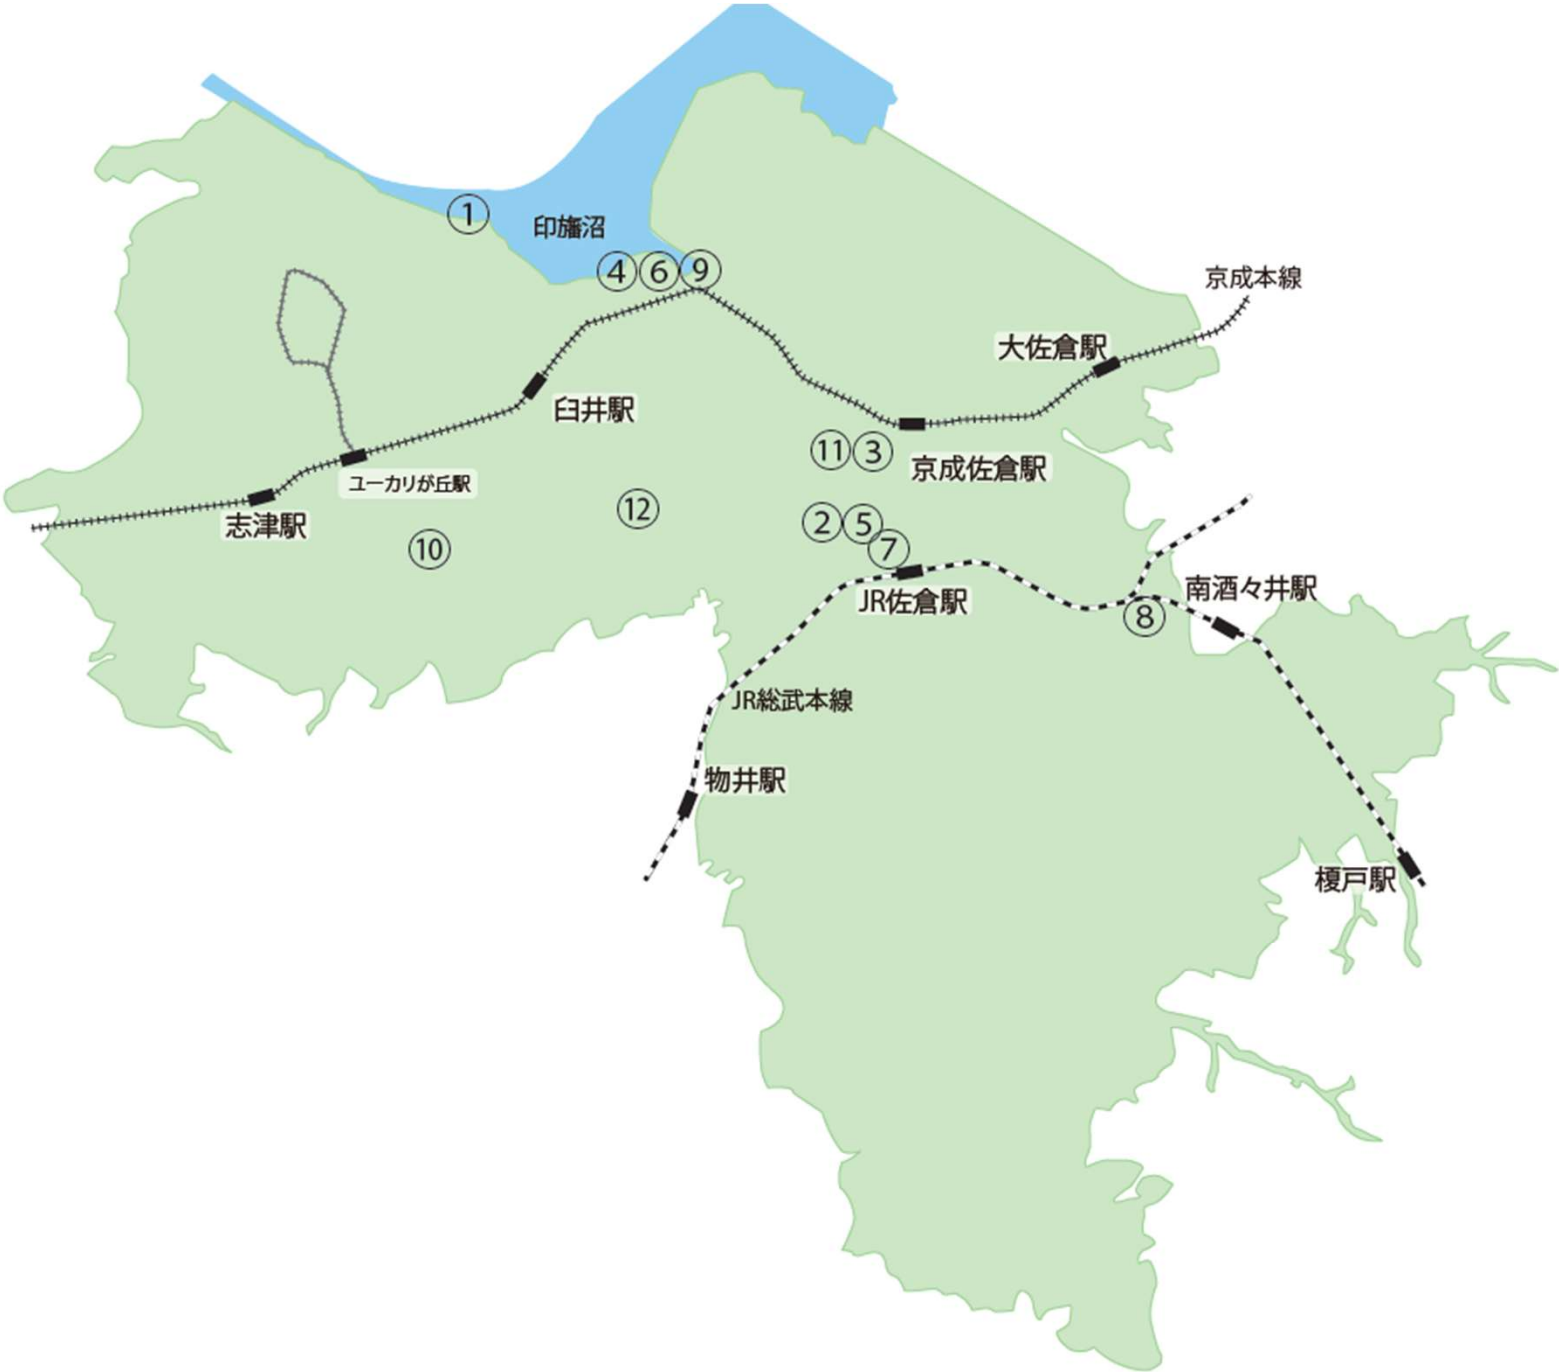 ①
印旛沼
④⑥⑨
京成本線
大佐倉駅
臼井駅
⑪③
京成佐倉駅
ユーカリが丘駅
志津駅
⑫
②⑤
⑦
⑩
JR佐倉駅
南酒々井駅
⑧
JR総武本線
物井駅
榎戸駅